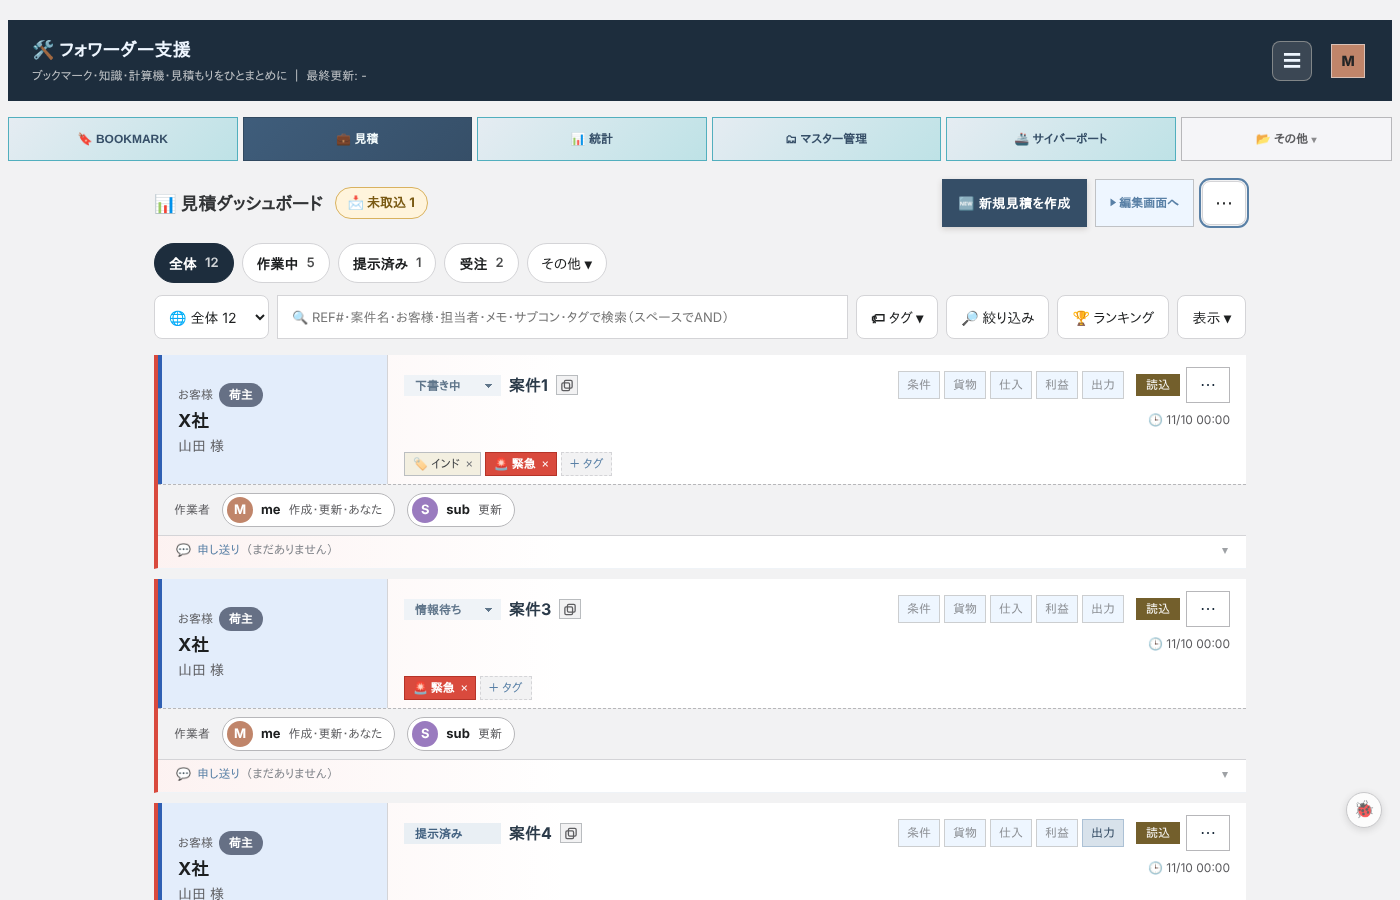 🛠️ フォワーダー支援
ブックマーク・知識・計算機・見積もりをひとまとめに ｜ 最終更新: -
☰
M
🔖 BOOKMARK
💼 見積
📊 統計
🗂 マスター管理
🚢 サイバーポート
📂 その他 ▾
📊 見積ダッシュボード
📩 未取込 1
🆕 新規見積を作成
▶編集画面へ
⋯
全体 12
作業中 5
提示済み 1
受注 2
その他 ▾
🌐 全体 12
🔍 REF#・案件名・お客様・担当者・メモ・サブコン・タグで検索（スペースでAND）
🏷 タグ ▾
🔎 絞り込み
🏆 ランキング
表示 ▾
お客様 荷主
X社
山田 様
下書き中
案件1
条件 貨物 仕入 利益 出力
読込
⋯
🕒 11/10 00:00
🏷️ インド ×
🚨 緊急 ×
＋ タグ
作業者
M me 作成・更新・あなた
S sub 更新
💬 申し送り（まだありません）
▾
お客様 荷主
X社
山田 様
情報待ち
案件3
条件 貨物 仕入 利益 出力
読込
⋯
🕒 11/10 00:00
🚨 緊急 ×
＋ タグ
作業者
M me 作成・更新・あなた
S sub 更新
💬 申し送り（まだありません）
▾
お客様 荷主
X社
山田 様
提示済み
案件4
条件 貨物 仕入 利益 出力
読込
⋯
🕒 11/10 00:00
🐞